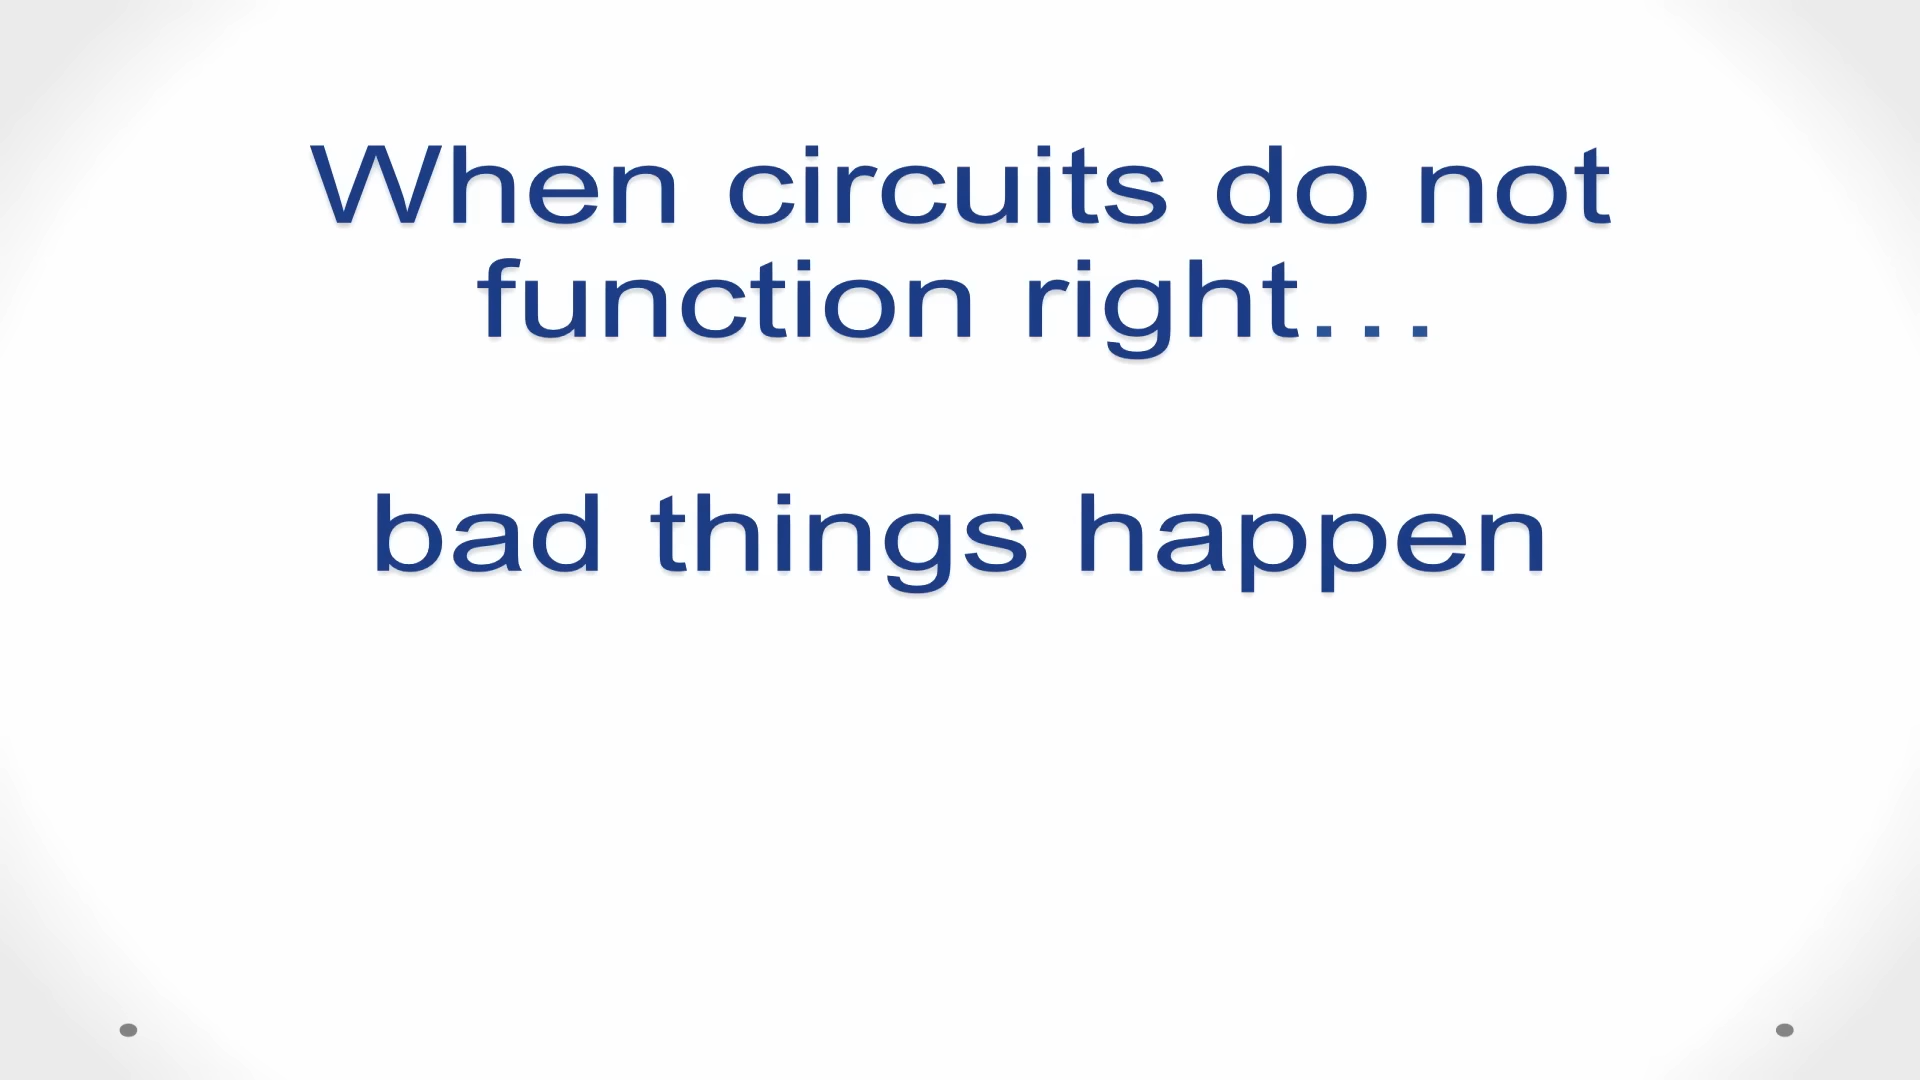 When circuits do not
function right…
bad things happen